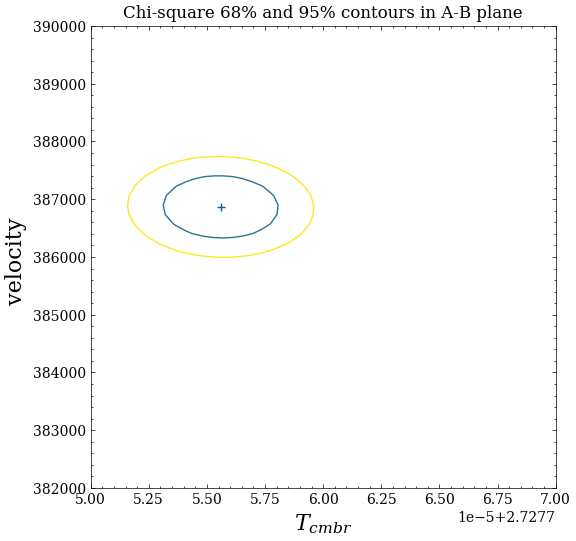 Chi-square 68% and 95% contours in A-B plane
390000
389000
388000
387000
386000
385000
384000
383000
382000
velocity
5.00 5.25 5.50 5.75 6.00 6.25 6.50 6.75 7.00
1e-5+2.7277
T_{cmbr}